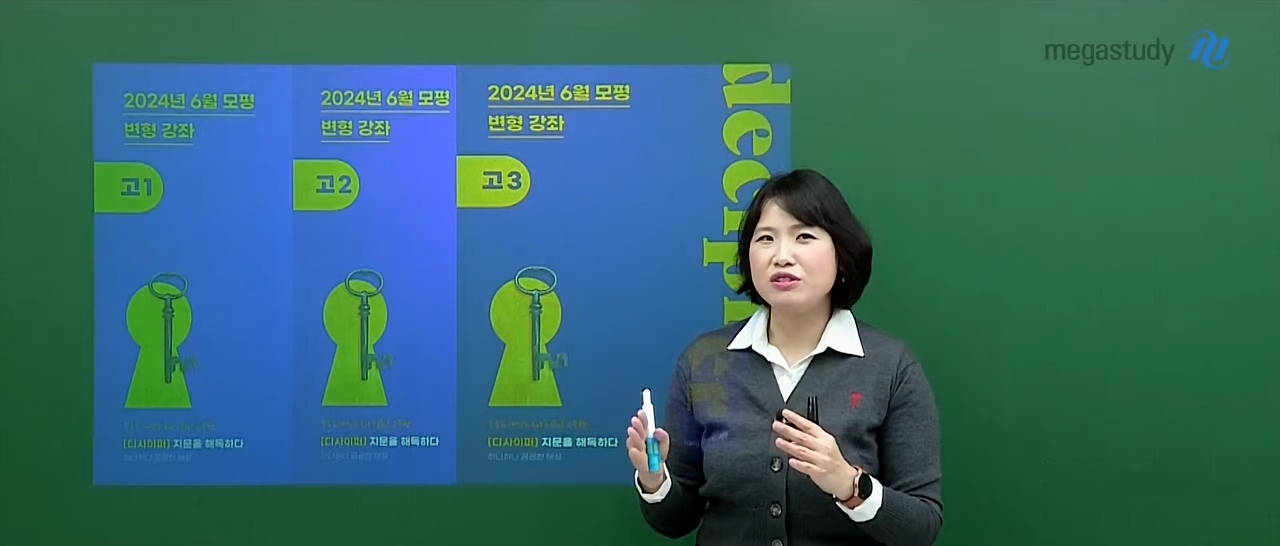 megastudy
2024년 6월 모평
변형 강좌
고1
[디사이퍼] 지문을 해독하다
2024년 6월 모평
변형 강좌
고2
[디사이퍼] 지문을 해독하다
2024년 6월 모평
변형 강좌
고3
[디사이퍼] 지문을 해독하다
decip